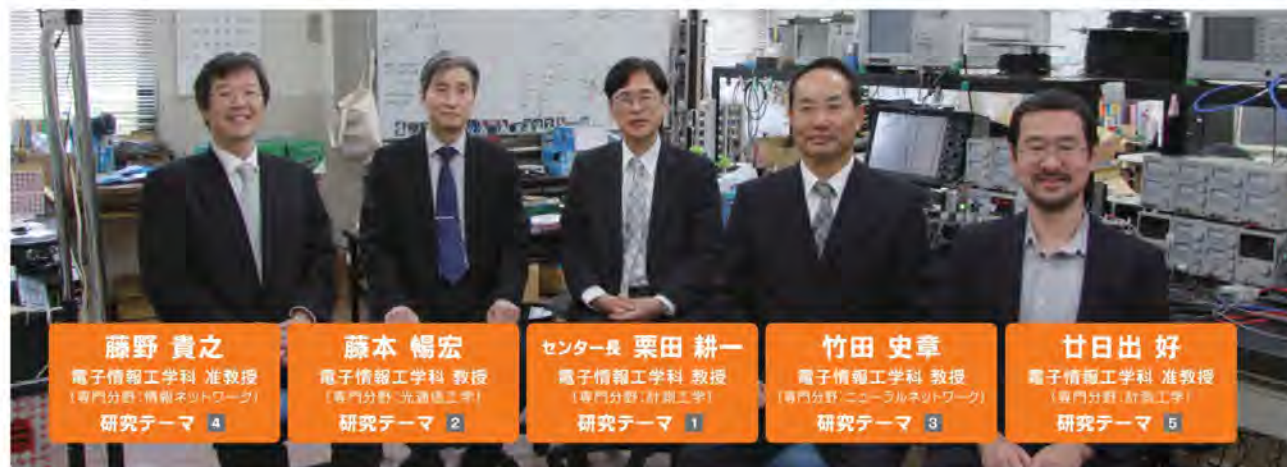 藤野 貴之
電子情報工学科 准教授
(専門分野:情報ネットワーク)
研究テーマ 4
藤本 暢宏
電子情報工学科 教授
(専門分野:光通信工学)
研究テーマ 2
センター長 栗田 耕一
電子情報工学科 教授
(専門分野:計測工学)
研究テーマ 1
竹田 史章
電子情報工学科 教授
(専門分野:ニューラルネットワーク)
研究テーマ 3
廿日出 好
電子情報工学科 准教授
(専門分野:計測工学)
研究テーマ 5